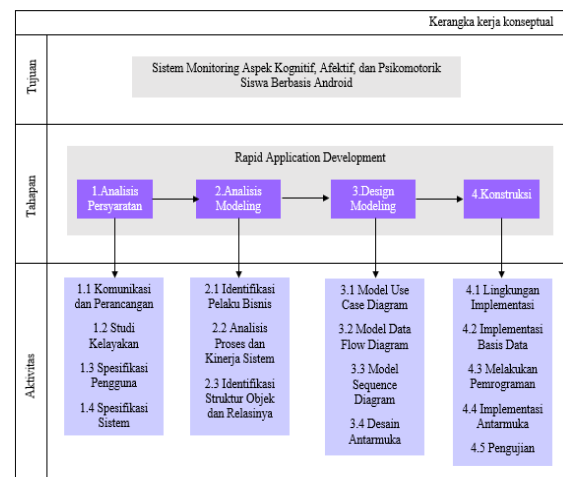 Kerangka kerja konseptual
Tujuan
Sistem Monitoring Aspek Kognitif, Afektif, dan Psikomotorik
Siswa Berbasis Android
Tahapan
Rapid Application Development
1.Analisis
Persyaratan
2.Analisis
Modeling
3.Design
Modeling
4.Konstruksi
Aktivitas
1.1 Komunikasi
dan Perancangan
1.2 Studi
Kelayakan
1.3 Spesifikasi
Pengguna
1.4 Spesifikasi
Sistem
2.1 Identifikasi
Pelaku Bisnis
2.2 Analisis
Proses dan
Kinerja Sistem
2.3 Identifikasi
Struktur Objek
dan Relasinya
3.1 Model Use
Case Diagram
3.2 Model Data
Flow Diagram
3.3 Model
Sequence
Diagram
3.4 Desain
Antarmuka
4.1 Lingkungan
Implementasi
4.2 Implementasi
Basis Data
4.3 Melakukan
Pemrograman
4.4 Implementasi
Antarmuka
4.5 Pengujian